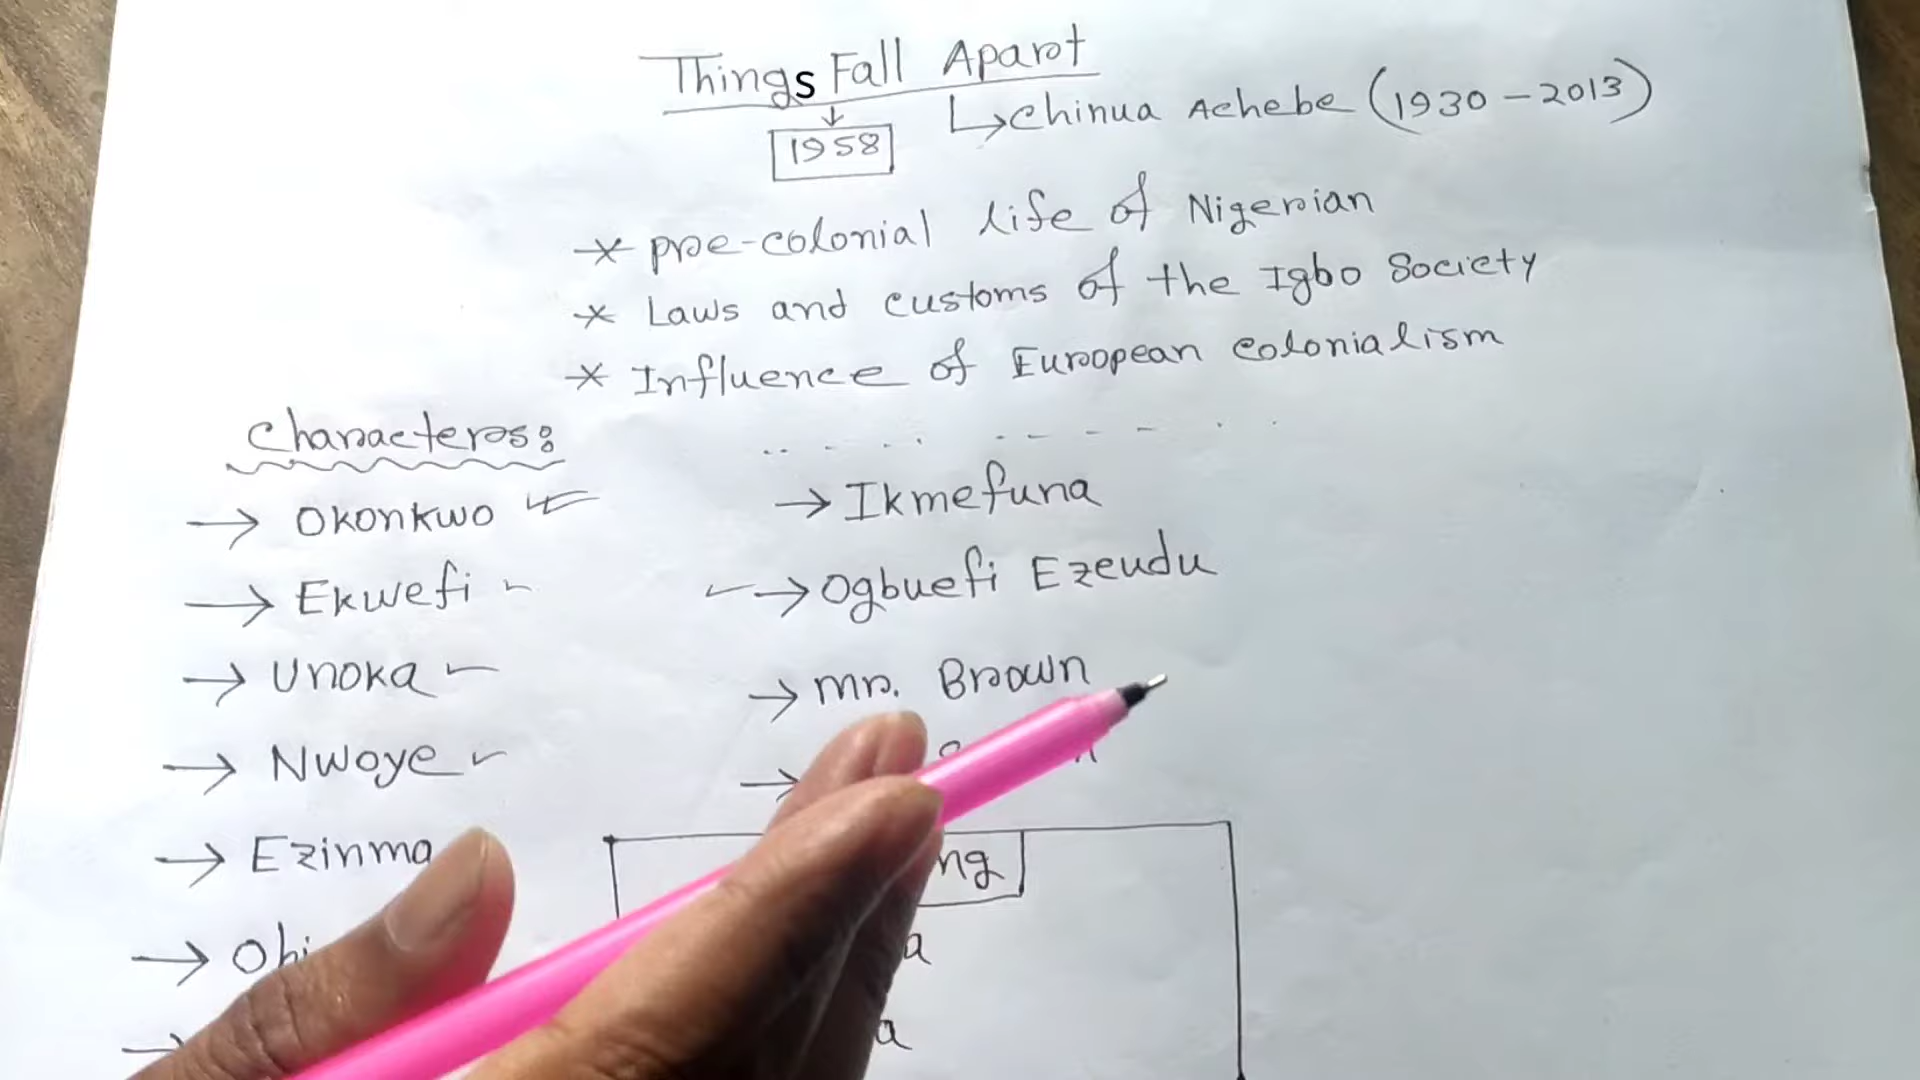 Things Fall Apart
1958
Chinua Achebe (1930-2013)
* pre-colonial life of Nigerian
* Laws and customs of the Igbo Society
* Influence of European colonialism
Characters:
→ Okonkwo
→ Ekwefi
→ Unoka
→ Nwoye
→ Ezinma
→ Ikmefuna
→ Ogbuefi Ezeudu
→ Mr. Brown